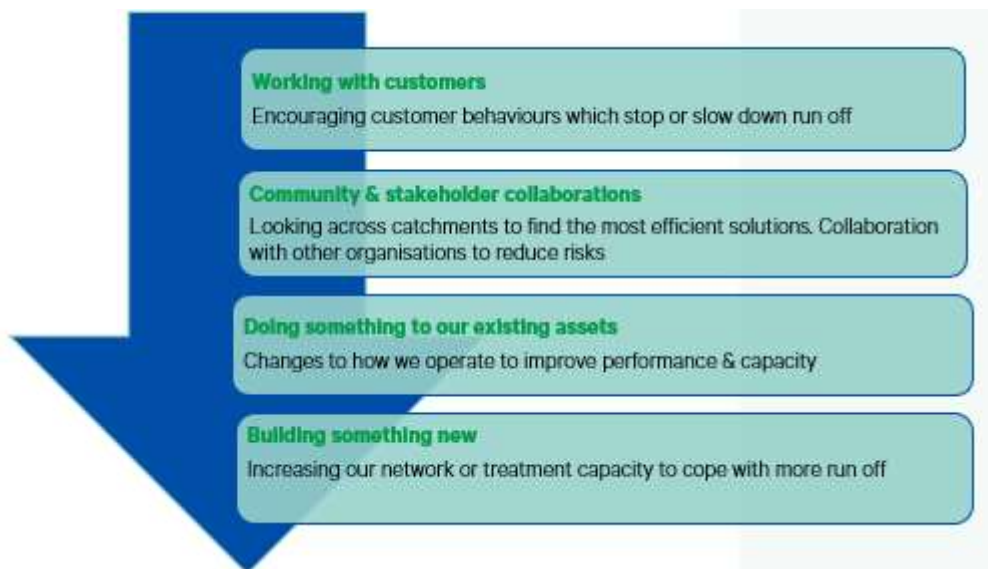 Working with customers
Encouraging customer behaviours which stop or slow down run off
Community & stakeholder collaborations
Looking across catchments to find the most efficient solutions. Collaboration
with other organisations to reduce risks
Doing something to our existing assets
Changes to how we operate to improve performance & capacity
Building something new
Increasing our network or treatment capacity to cope with more run off